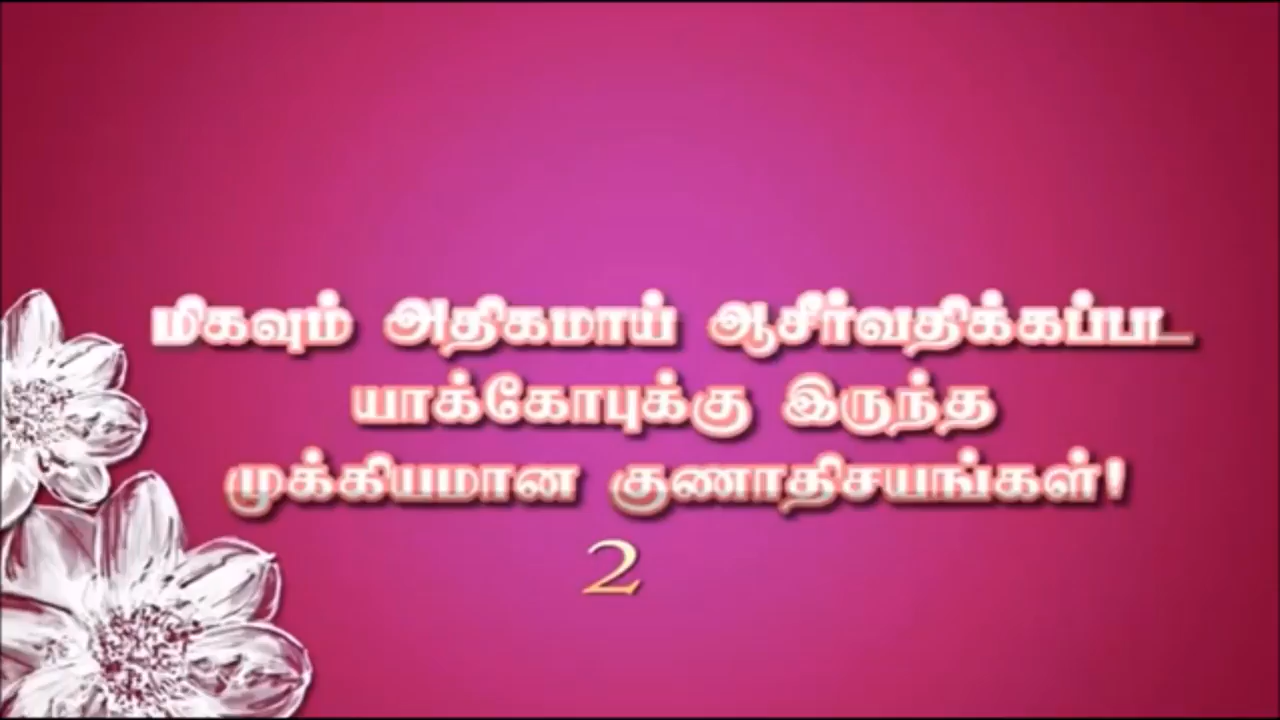 மிகவும் அதிகமாய் ஆசீர்வதிக்கப்பட
யாக்கோபுக்கு இருந்த
முக்கியமான குணாதிசயங்கள்!
2